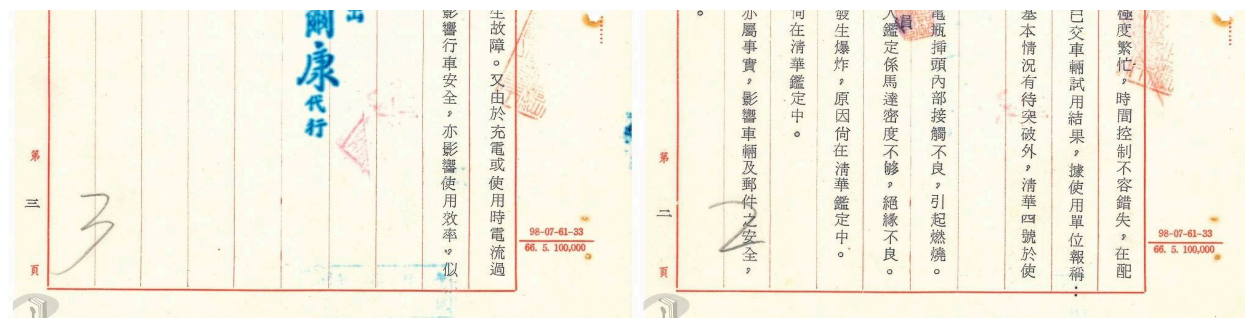 98-07-61-33
66. 5. 100,000
極度繁忙，時間控制不容錯失，在配
已交車輛試用結果，據使用單位報稱：
基本情況有待突破外，清華四號於使
電瓶揷頭內部接觸不良，引起燃燒。
人鑑定係馬達密度不够，絕緣不良。
員
發生爆炸，原因尚在清華鑑定中。
尚在清華鑑定中。
亦屬事實，影響車輛及郵件之安全，
。
2
第二頁
98-07-61-33
66. 5. 100,000
生故障。又由於充電或使用時電流過
影響行車安全，亦影響使用效率，似
爾康代行
3
第三頁